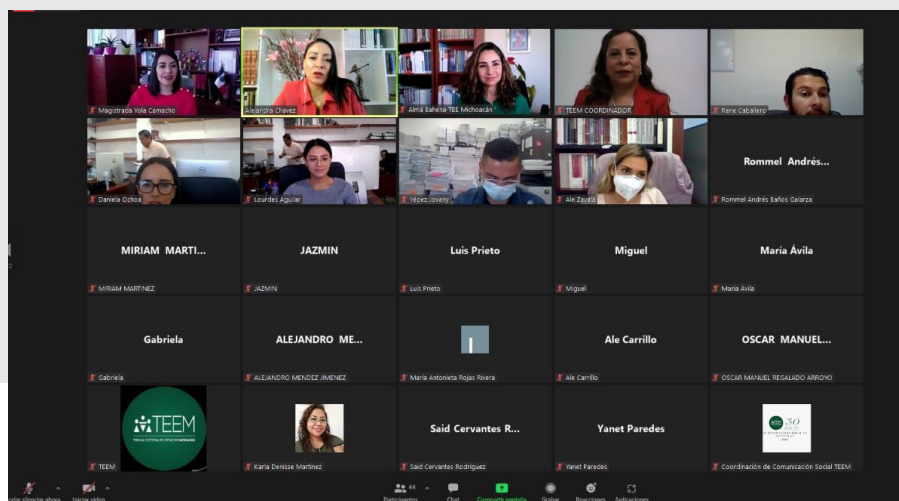 Magistrada Yola Camacho
Alejandra Chávez
Alma Bahena TEE Michoacán
TEEM COORDINADOR
Rene Caballero
Daniela Ochoa
Lourdes Aguilar
Yépez Jovany
Ale Zavala
Rommel Andrés...
Rommel Andrés Baños Galarza
MIRIAM MARTI...
MIRIAM MARTINEZ
JAZMIN
JAZMIN
Luis Prieto
Luis Prieto
Miguel
Miguel
María Ávila
María Ávila
Gabriela
Gabriela
ALEJANDRO ME...
ALEJANDRO MENDEZ JIMENEZ
María Antonieta Rojas Rivera
Ale Carrillo
Ale Carrillo
OSCAR MANUEL...
OSCAR MANUEL REGALADO ARROYO
TEEM
TEEM
Karla Denisse Martínez
Said Cervantes R...
Said Cervantes Rodríguez
Yanet Paredes
Yanet Paredes
30
Coordinación de Comunicación Social TEEM
silenciar ahora
Iniciar video
44
Participantes
Chat
Compartir pantalla
Grabar
Reacciones
Aplicaciones